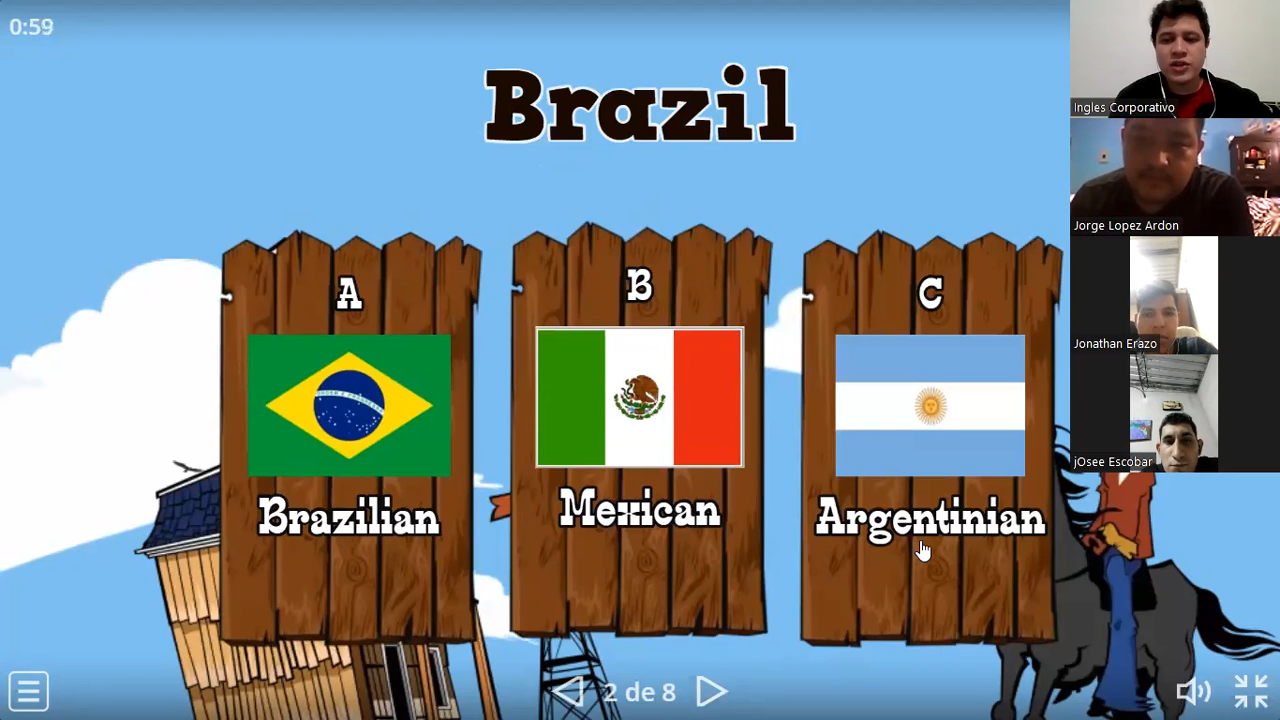 0:59
Brazil
A
B
C
Brazilian
Mexican
Argentinian
2 de 8
Ingles Corporativo
Jorge Lopez Ardon
Jonathan Erazo
jOsee Escobar